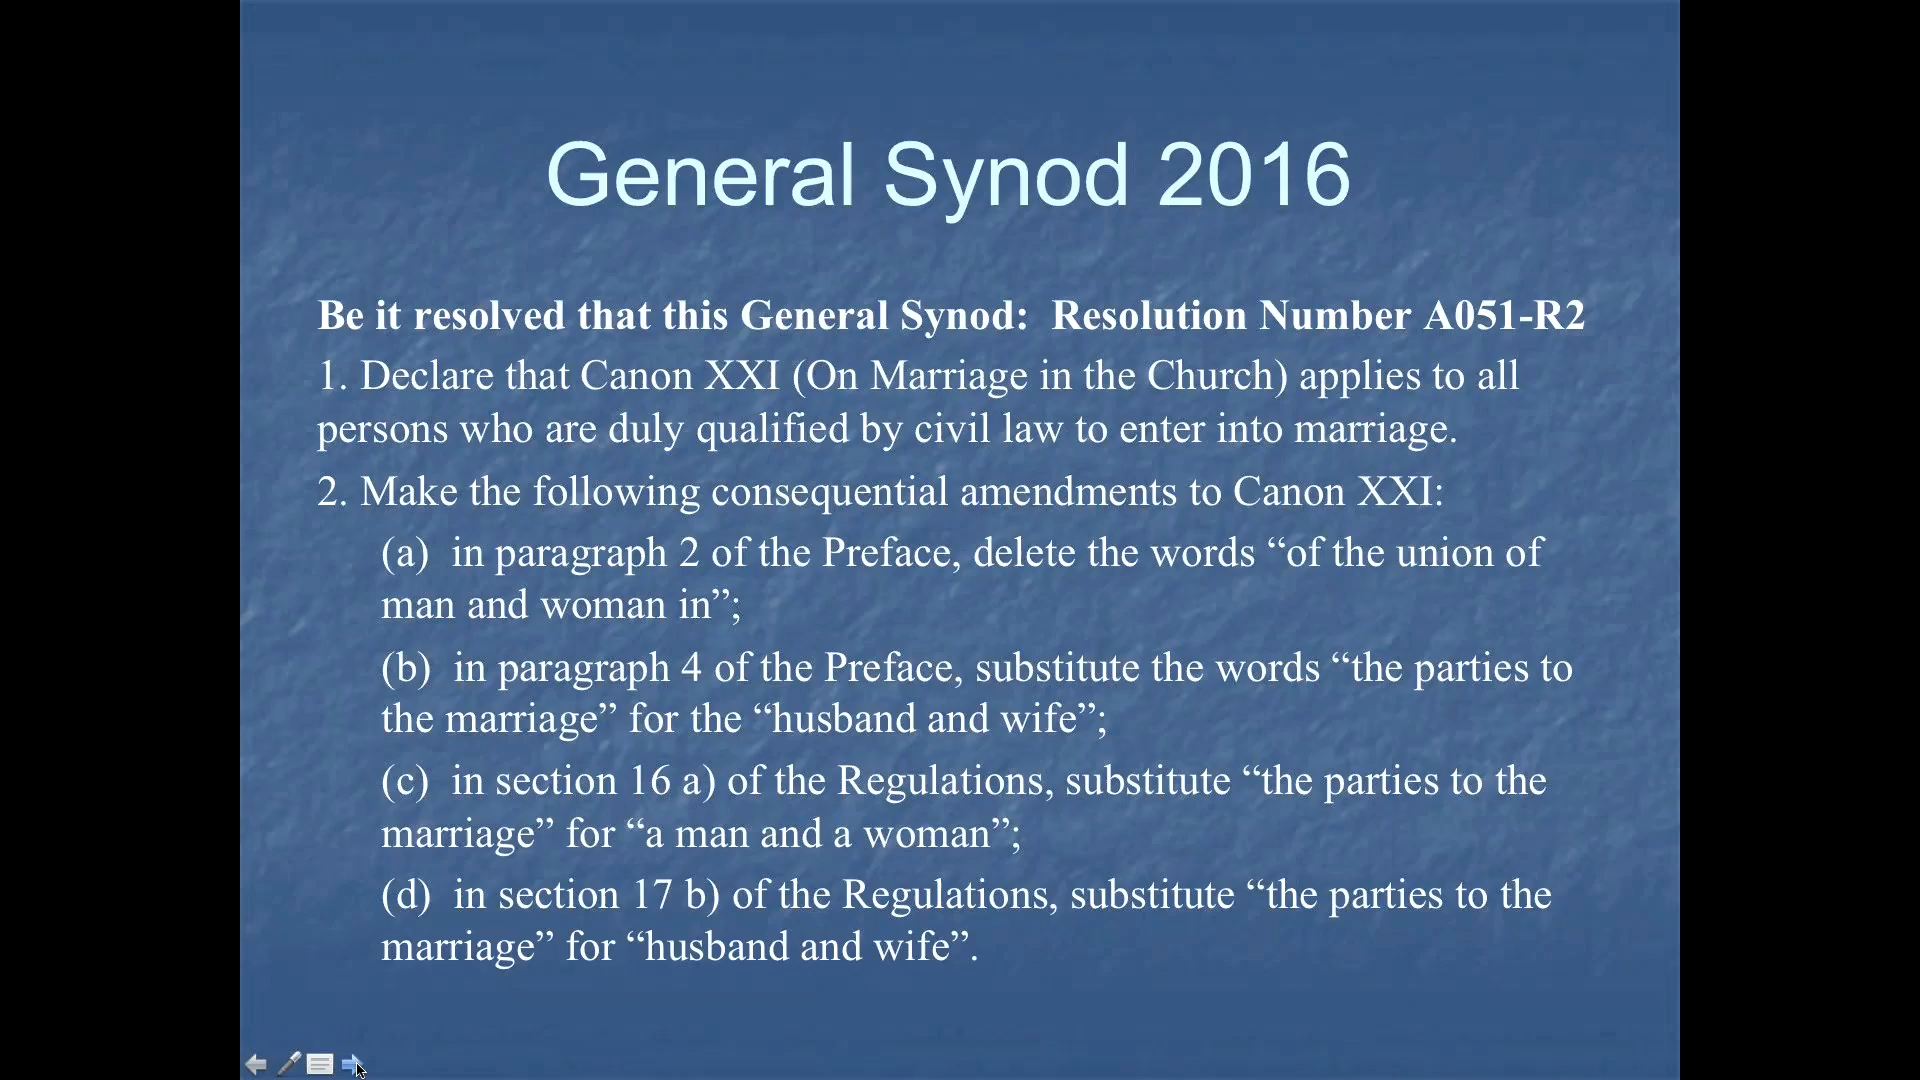 General Synod 2016
Be it resolved that this General Synod:  Resolution Number A051-R2
1. Declare that Canon XXI (On Marriage in the Church) applies to all
persons who are duly qualified by civil law to enter into marriage.
2. Make the following consequential amendments to Canon XXI:
(a)  in paragraph 2 of the Preface, delete the words “of the union of
man and woman in”;
(b)  in paragraph 4 of the Preface, substitute the words “the parties to
the marriage” for the “husband and wife”;
(c)  in section 16 a) of the Regulations, substitute “the parties to the
marriage” for “a man and a woman”;
(d)  in section 17 b) of the Regulations, substitute “the parties to the
marriage” for “husband and wife”.